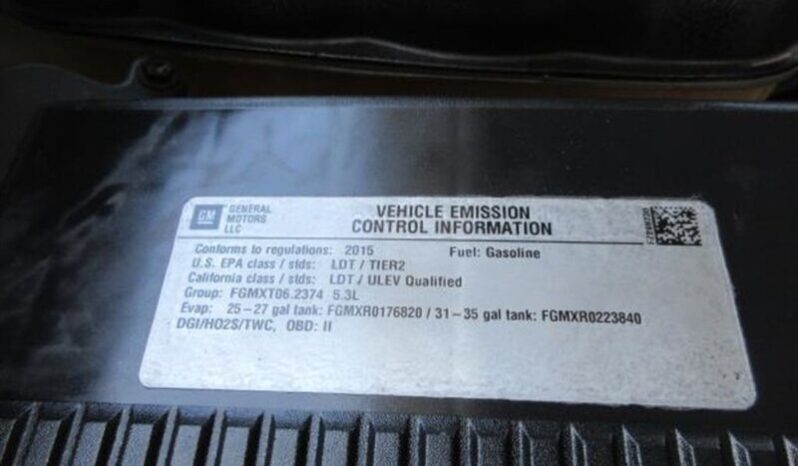 GM
GENERAL
MOTORS
LLC
VEHICLE EMISSION
CONTROL INFORMATION
Conforms to regulations: 2015 Fuel: Gasoline
U.S. EPA class / stds: LDT / TIER2
California class / stds: LDT / ULEV Qualified
Group: FGMXT06.2374 5.3L
Evap: 25-27 gal tank: FGMXR0176820 / 31-35 gal tank: FGMXR0223840
DGI/HO2S/TWC, OBD: II